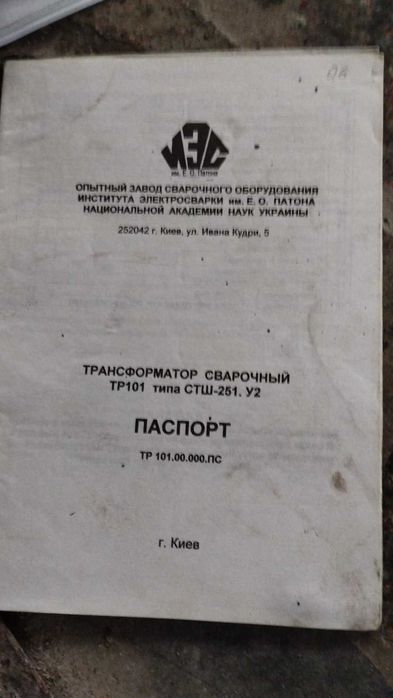 ИЭС
им. Е. О. Патона
ОПЫТНЫЙ ЗАВОД СВАРОЧНОГО ОБОРУДОВАНИЯ
ИНСТИТУТА ЭЛЕКТРОСВАРКИ им. Е. О. ПАТОНА
НАЦИОНАЛЬНОЙ АКАДЕМИИ НАУК УКРАИНЫ
252042 г. Киев, ул. Ивана Кудри, 5
ТРАНСФОРМАТОР СВАРОЧНЫЙ
ТР101 типа СТШ-251. У2
ПАСПОРТ
ТР 101.00.000.ПС
г. Киев